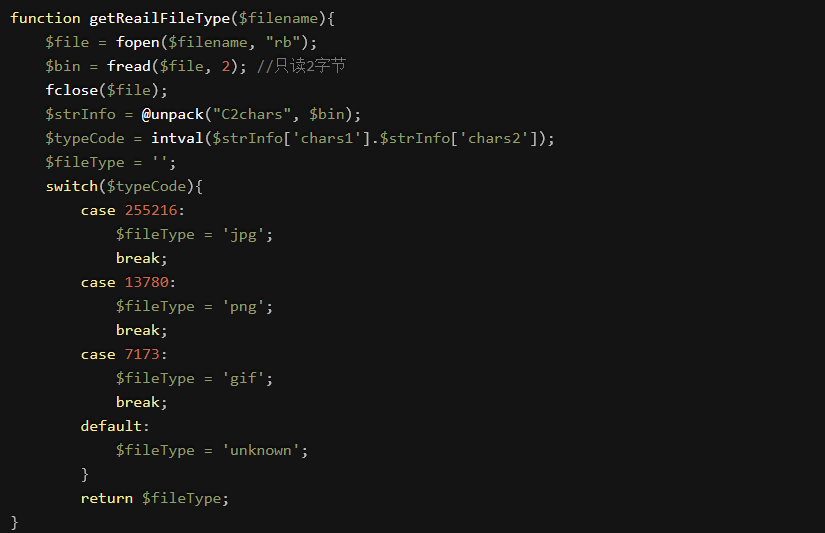 function getReailFileType($filename){
    $file = fopen($filename, "rb");
    $bin = fread($file, 2); //只读2字节
    fclose($file);
    $strInfo = @unpack("C2chars", $bin);
    $typeCode = intval($strInfo['chars1'].$strInfo['chars2']);
    $fileType = '';
    switch($typeCode){
        case 255216:
            $fileType = 'jpg';
            break;
        case 13780:
            $fileType = 'png';
            break;
        case 7173:
            $fileType = 'gif';
            break;
        default:
            $fileType = 'unknown';
        }
        return $fileType;
}